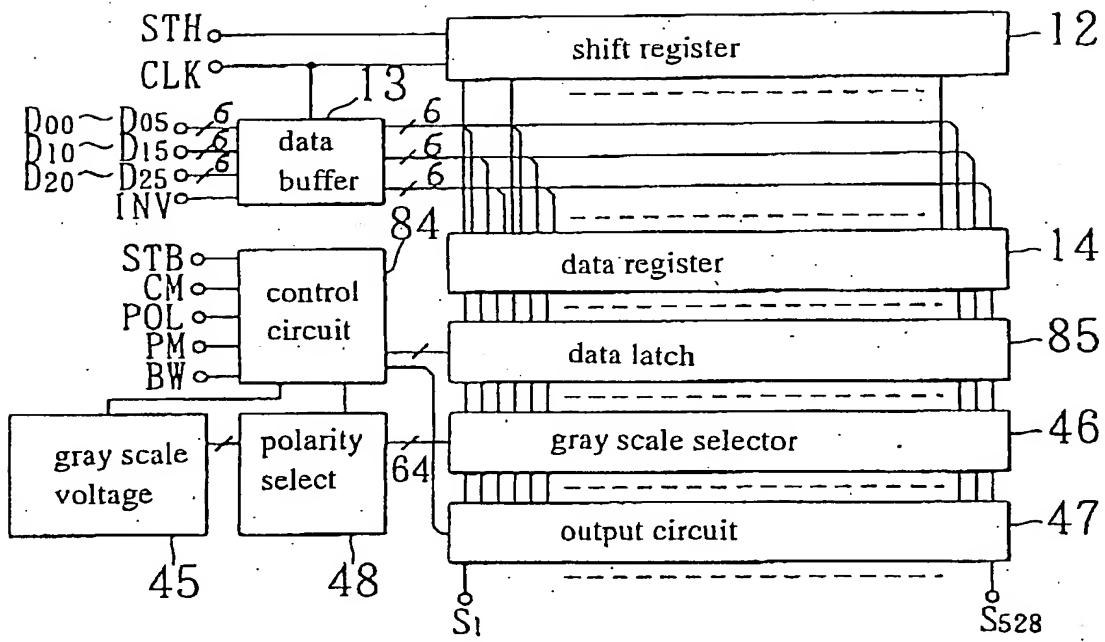 STH
shift register
12
CLK
13
D00~D05
6
data
buffer
6
D10~D15
6
6
D20~D25
6
6
INV
84
data register
14
STB
CM
POL
PM
BW
control
circuit
data latch
85
gray scale
voltage
polarity
select
64
gray scale selector
46
output circuit
47
45
48
S1
S528